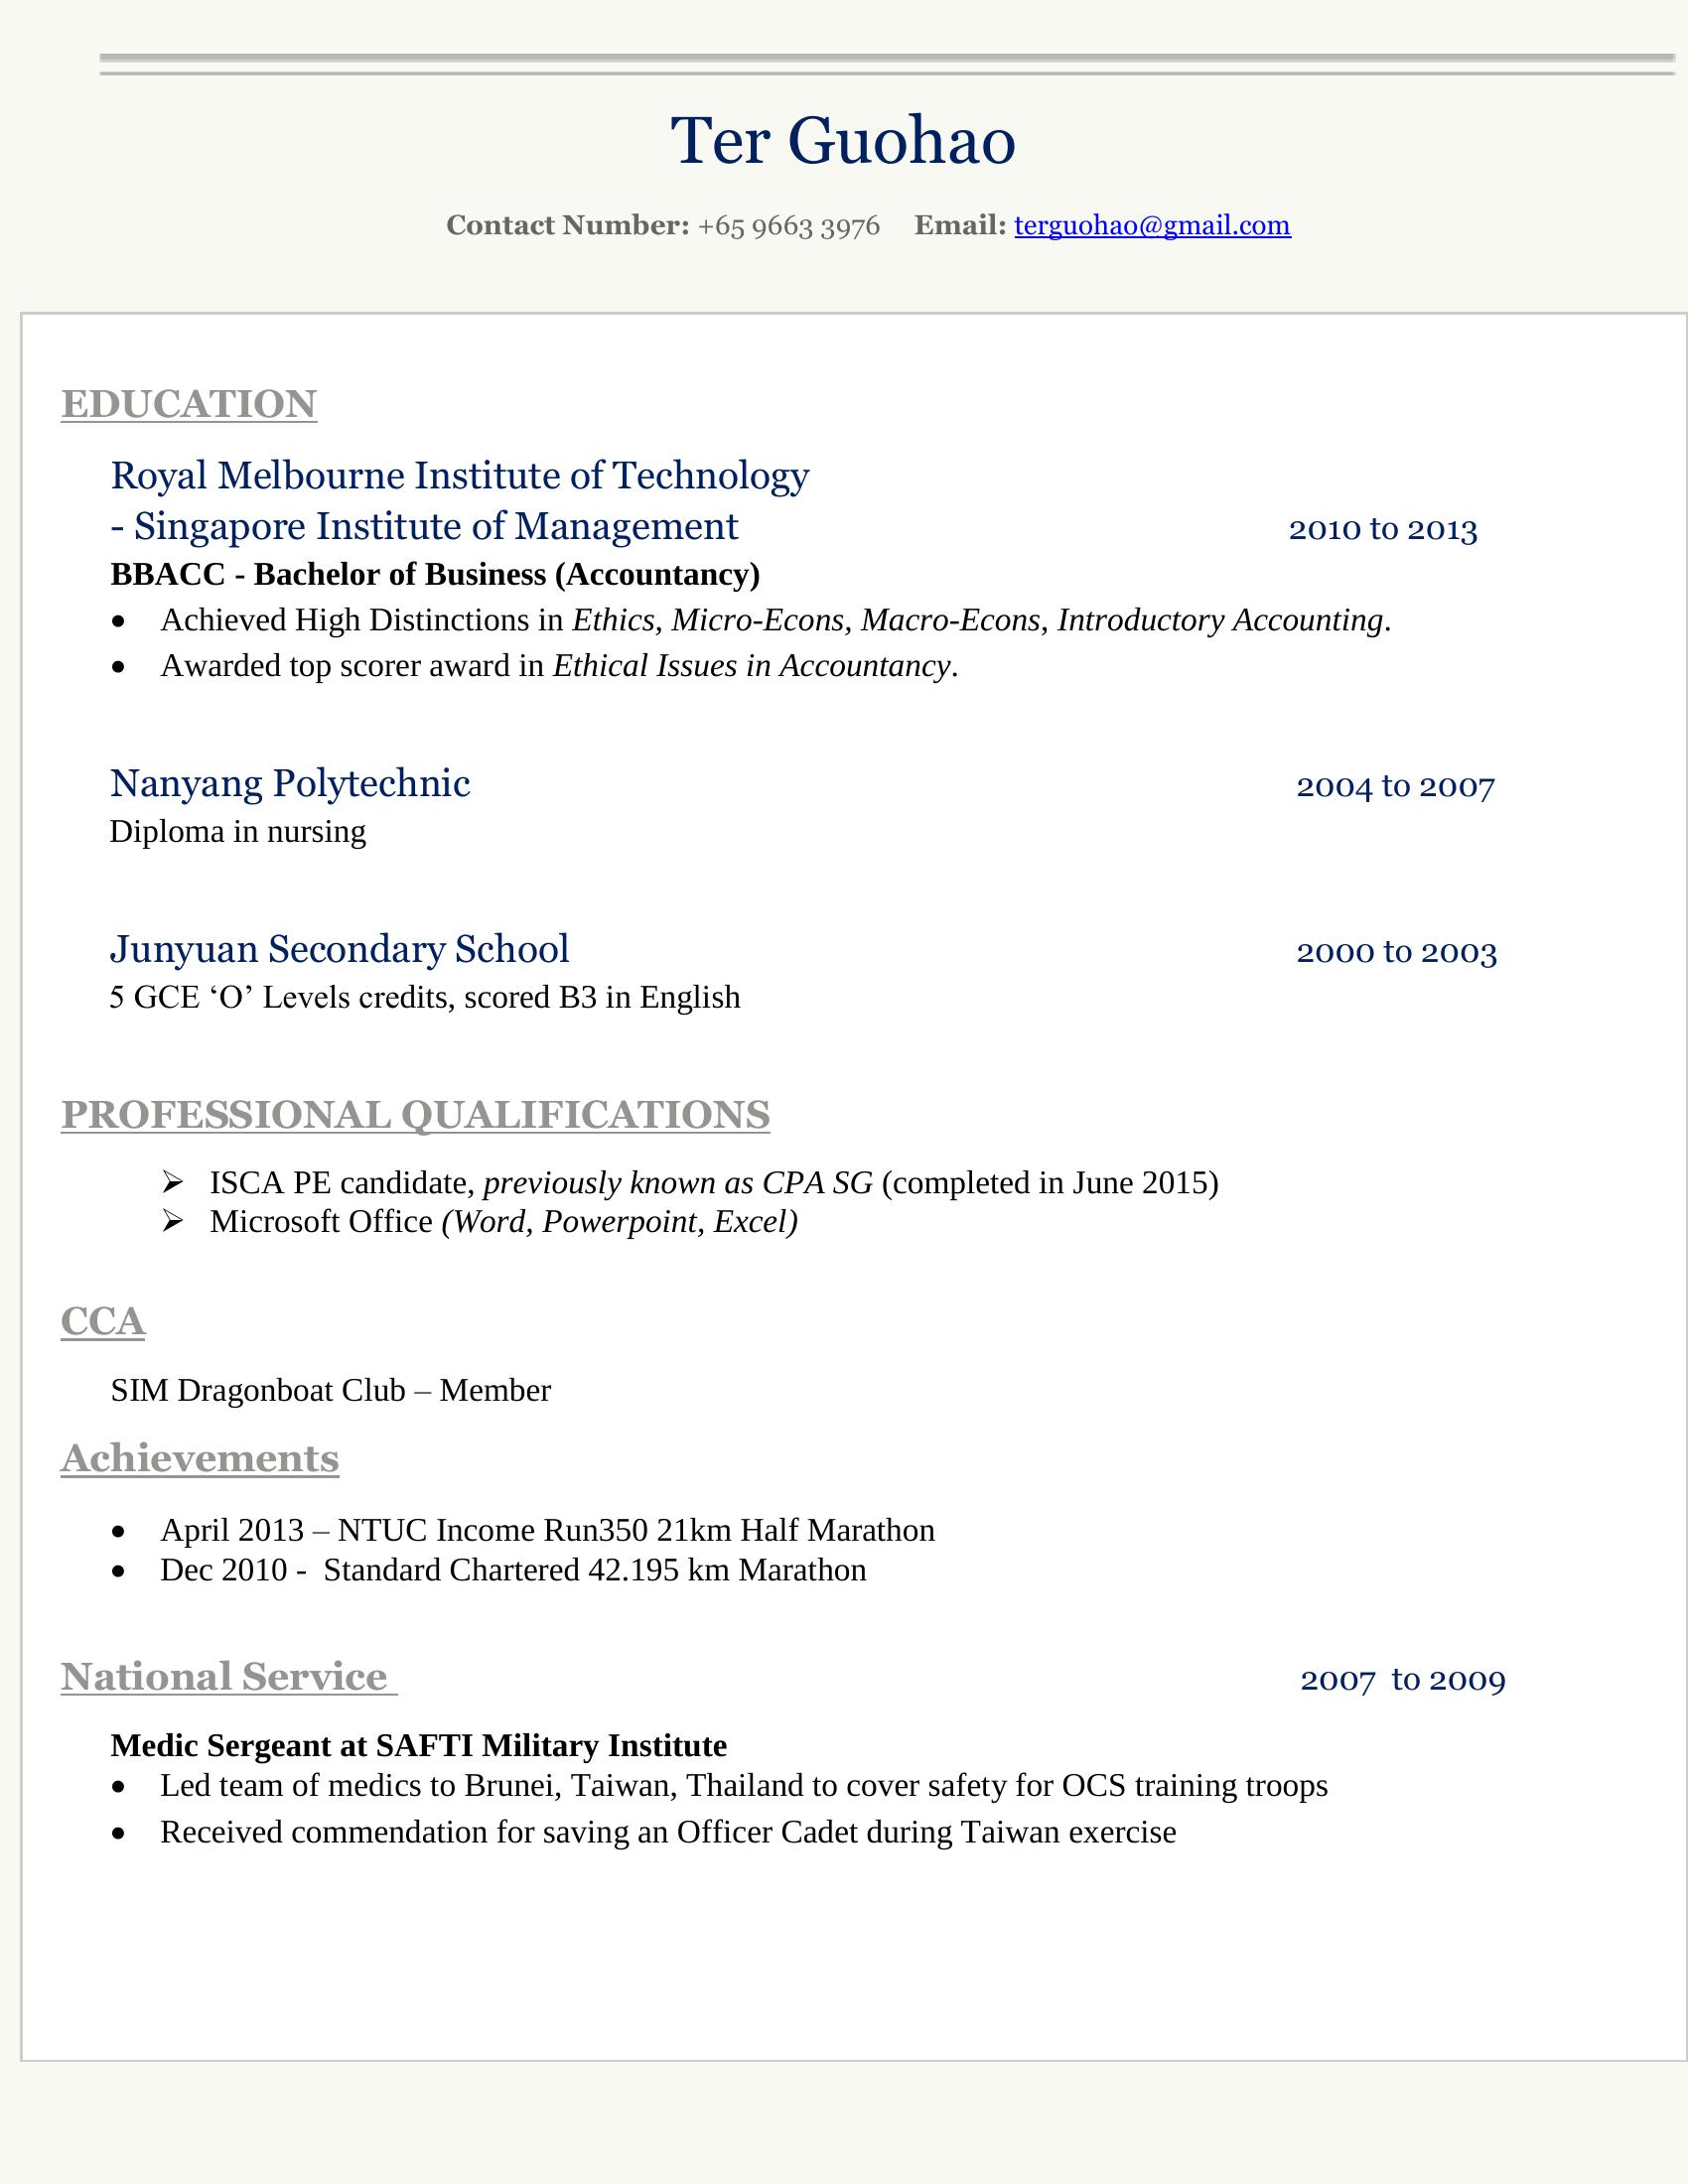 Ter Guohao
Contact Number: +65 9663 3976 Email: terguohao@gmail.com
EDUCATION
Royal Melbourne Institute of Technology
- Singapore Institute of Management 2010 to 2013
BBACC - Bachelor of Business (Accountancy)
• Achieved High Distinctions in Ethics, Micro-Econs, Macro-Econs, Introductory Accounting.
• Awarded top scorer award in Ethical Issues in Accountancy.
Nanyang Polytechnic 2004 to 2007
Diploma in nursing
Junyuan Secondary School 2000 to 2003
5 GCE ‘O’ Levels credits, scored B3 in English
PROFESSIONAL QUALIFICATIONS
➢ ISCA PE candidate, previously known as CPA SG (completed in June 2015)
➢ Microsoft Office (Word, Powerpoint, Excel)
CCA
SIM Dragonboat Club – Member
Achievements
• April 2013 – NTUC Income Run350 21km Half Marathon
• Dec 2010 - Standard Chartered 42.195 km Marathon
National Service 2007 to 2009
Medic Sergeant at SAFTI Military Institute
• Led team of medics to Brunei, Taiwan, Thailand to cover safety for OCS training troops
• Received commendation for saving an Officer Cadet during Taiwan exercise